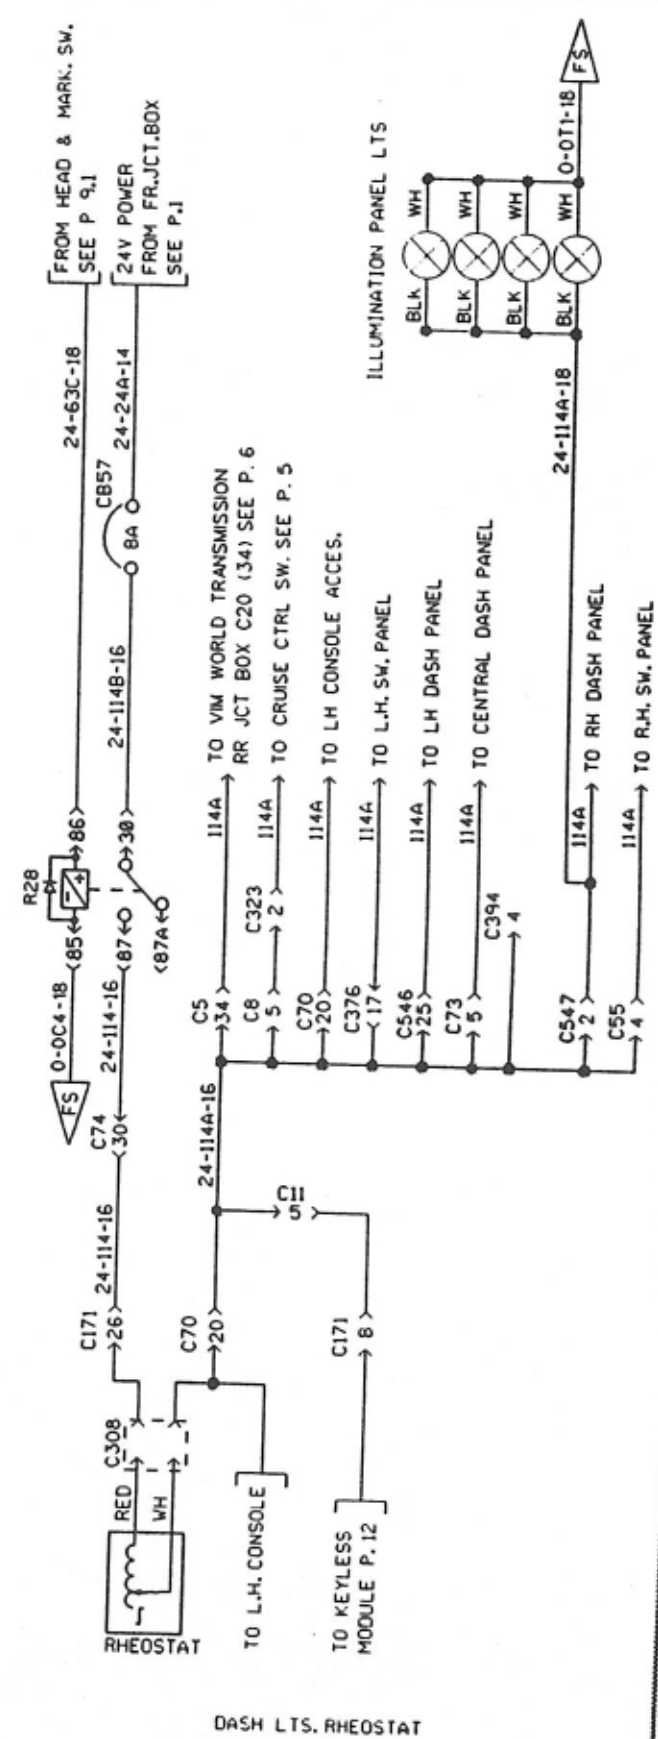 FROM HEAD & MARK. SW.
SEE P 9.1
24V POWER
FROM FR.JCT.BOX
SEE P.1
24-63C-18
24-24A-14
CB57
8A
24-114B-16
R28
86
85
30
87
87A
0-0C4-18
FS
24-114-16
C74
30
24-114-16
C171
26
C308
RED
WH
RHEOSTAT
C70
20
TO L.H. CONSOLE
C11
5
C171
8
TO KEYLESS
MODULE P.12
24-114A-16
C5
34
114A
TO VIM WORLD TRANSMISSION
RR JCT BOX C20 (34) SEE P. 6
C8
5
C323
2
114A
TO CRUISE CTRL SW. SEE P. 5
C70
20
114A
TO LH CONSOLE ACCES.
C376
17
114A
TO L.H. SW. PANEL
C546
25
114A
TO LH DASH PANEL
C73
5
114A
TO CENTRAL DASH PANEL
C394
4
C547
2
114A
TO RH DASH PANEL
C55
4
114A
TO R.H. SW. PANEL
24-114A-18
ILLUMINATION PANEL LTS
BLK
WH
BLK
WH
BLK
WH
BLK
WH
0-0T1-18
FS
DASH LTS. RHEOSTAT